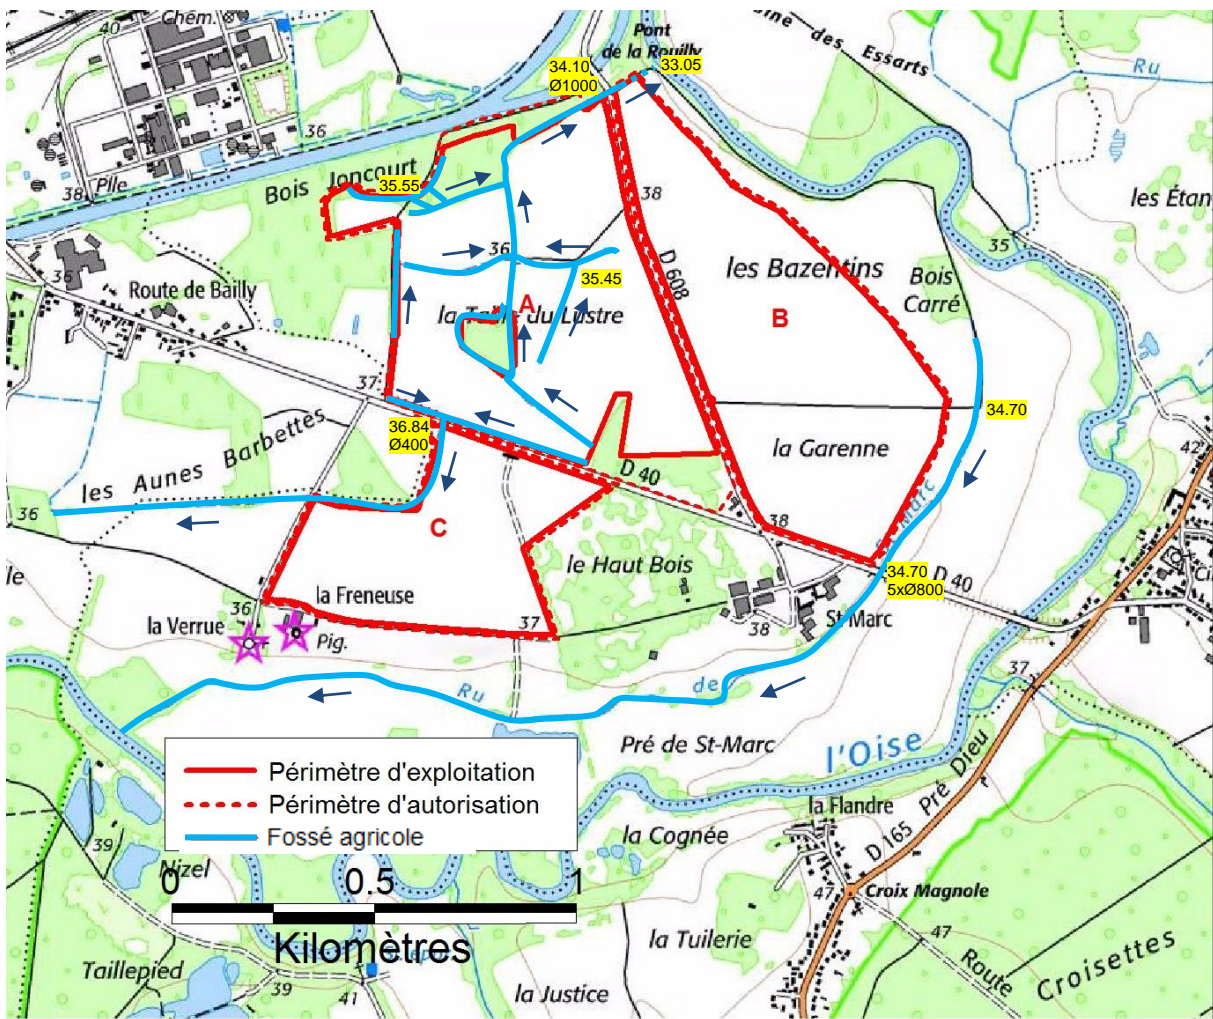 Chem.
40
Pont
de la Rouilly
34.10
Ø1000
33.05
des Essarts
Ru
36
Plle
38
Bois Joncourt
35.55
38
les Étan
35
36
Route de Bailly
36
D 608
les Bazentins
Bois
Carré
35.45
A
B
la Table du Lustre
37
36.84
Ø400
34.70
la Garenne
42
les Aunes Barbettes
D 40
36
C
38
St-Marc
le Haut Bois
34.70
5xØ800
D 40
la Freneuse
36
la Verrue
Pig.
37
38
37
Ru
de
Pré de St-Marc
l'Oise
Pré Dieu
Périmètre d'exploitation
Périmètre d'autorisation
Fossé agricole
la Flandre
la Cognée
D 165
39
Nizel
0
0.5
1
Kilomètres
47
Croix Magnole
47
la Tuilerie
Route
Croisettes
Taillepied
39
41
la Justice